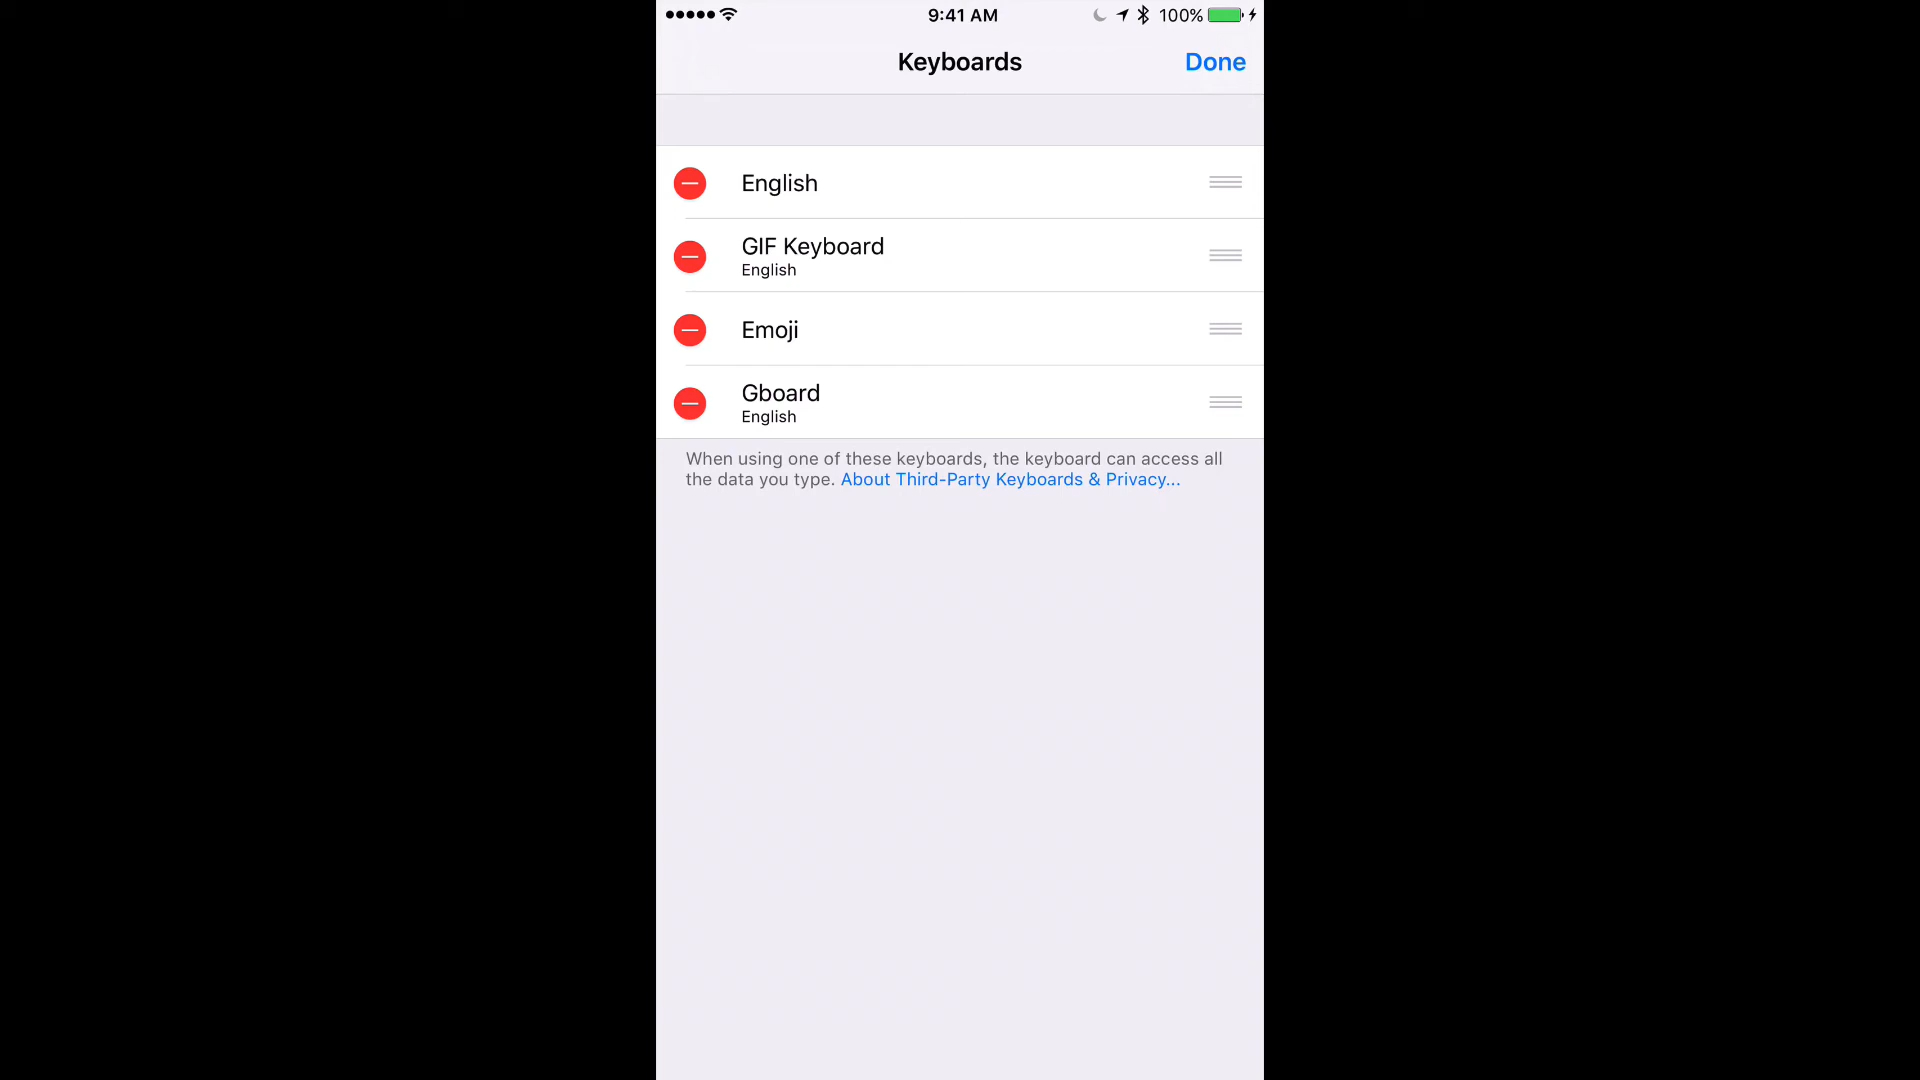 9:41 AM 100%
Keyboards Done
English
GIF Keyboard
English
Emoji
Gboard
English
When using one of these keyboards, the keyboard can access all
the data you type. About Third-Party Keyboards & Privacy...